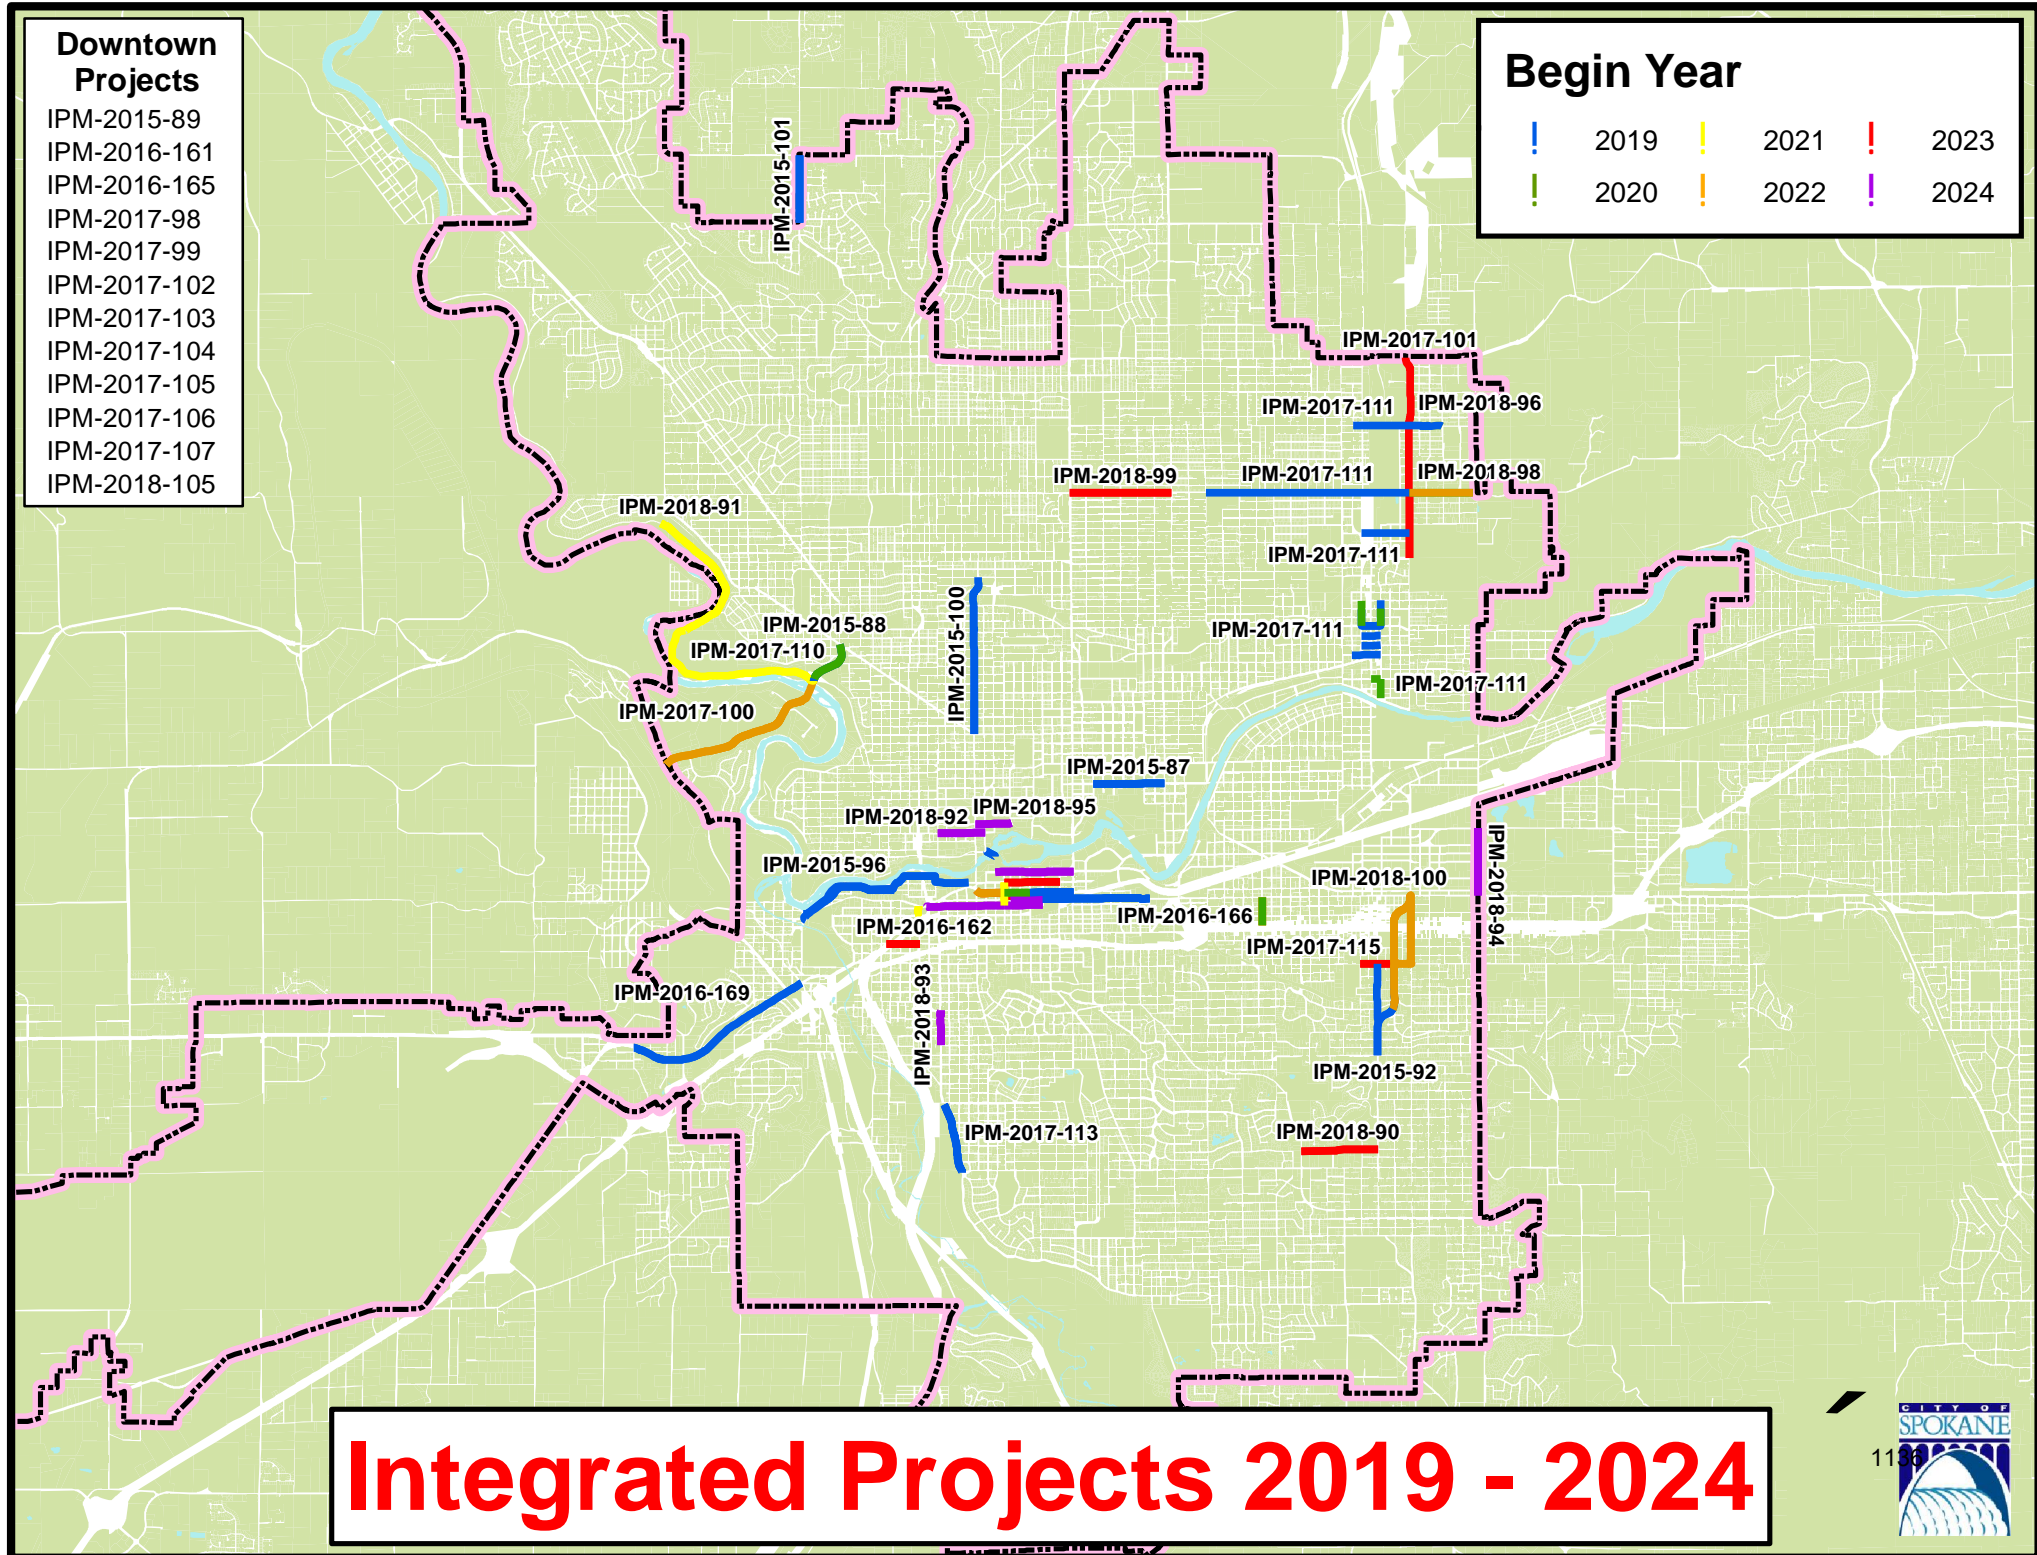 Downtown
Projects
IPM-2015-89
IPM-2016-161
IPM-2016-165
IPM-2017-98
IPM-2017-99
IPM-2017-102
IPM-2017-103
IPM-2017-104
IPM-2017-105
IPM-2017-106
IPM-2017-107
IPM-2018-105
Begin Year
2019 2021 2023
2020 2022 2024
IPM-2015-101
IPM-2017-101
IPM-2017-111
IPM-2018-96
IPM-2018-99
IPM-2017-111
IPM-2018-98
IPM-2018-91
IPM-2017-111
IPM-2015-100
IPM-2015-88
IPM-2017-111
IPM-2017-110
IPM-2017-111
IPM-2017-100
IPM-2015-87
IPM-2018-95
IPM-2018-92
IPM-2015-96
IPM-2018-100
IPM-2018-94
IPM-2016-166
IPM-2016-162
IPM-2017-115
IPM-2016-169
IPM-2018-93
IPM-2015-92
IPM-2017-113
IPM-2018-90
Integrated Projects 2019 - 2024
CITY OF
SPOKANE
1136